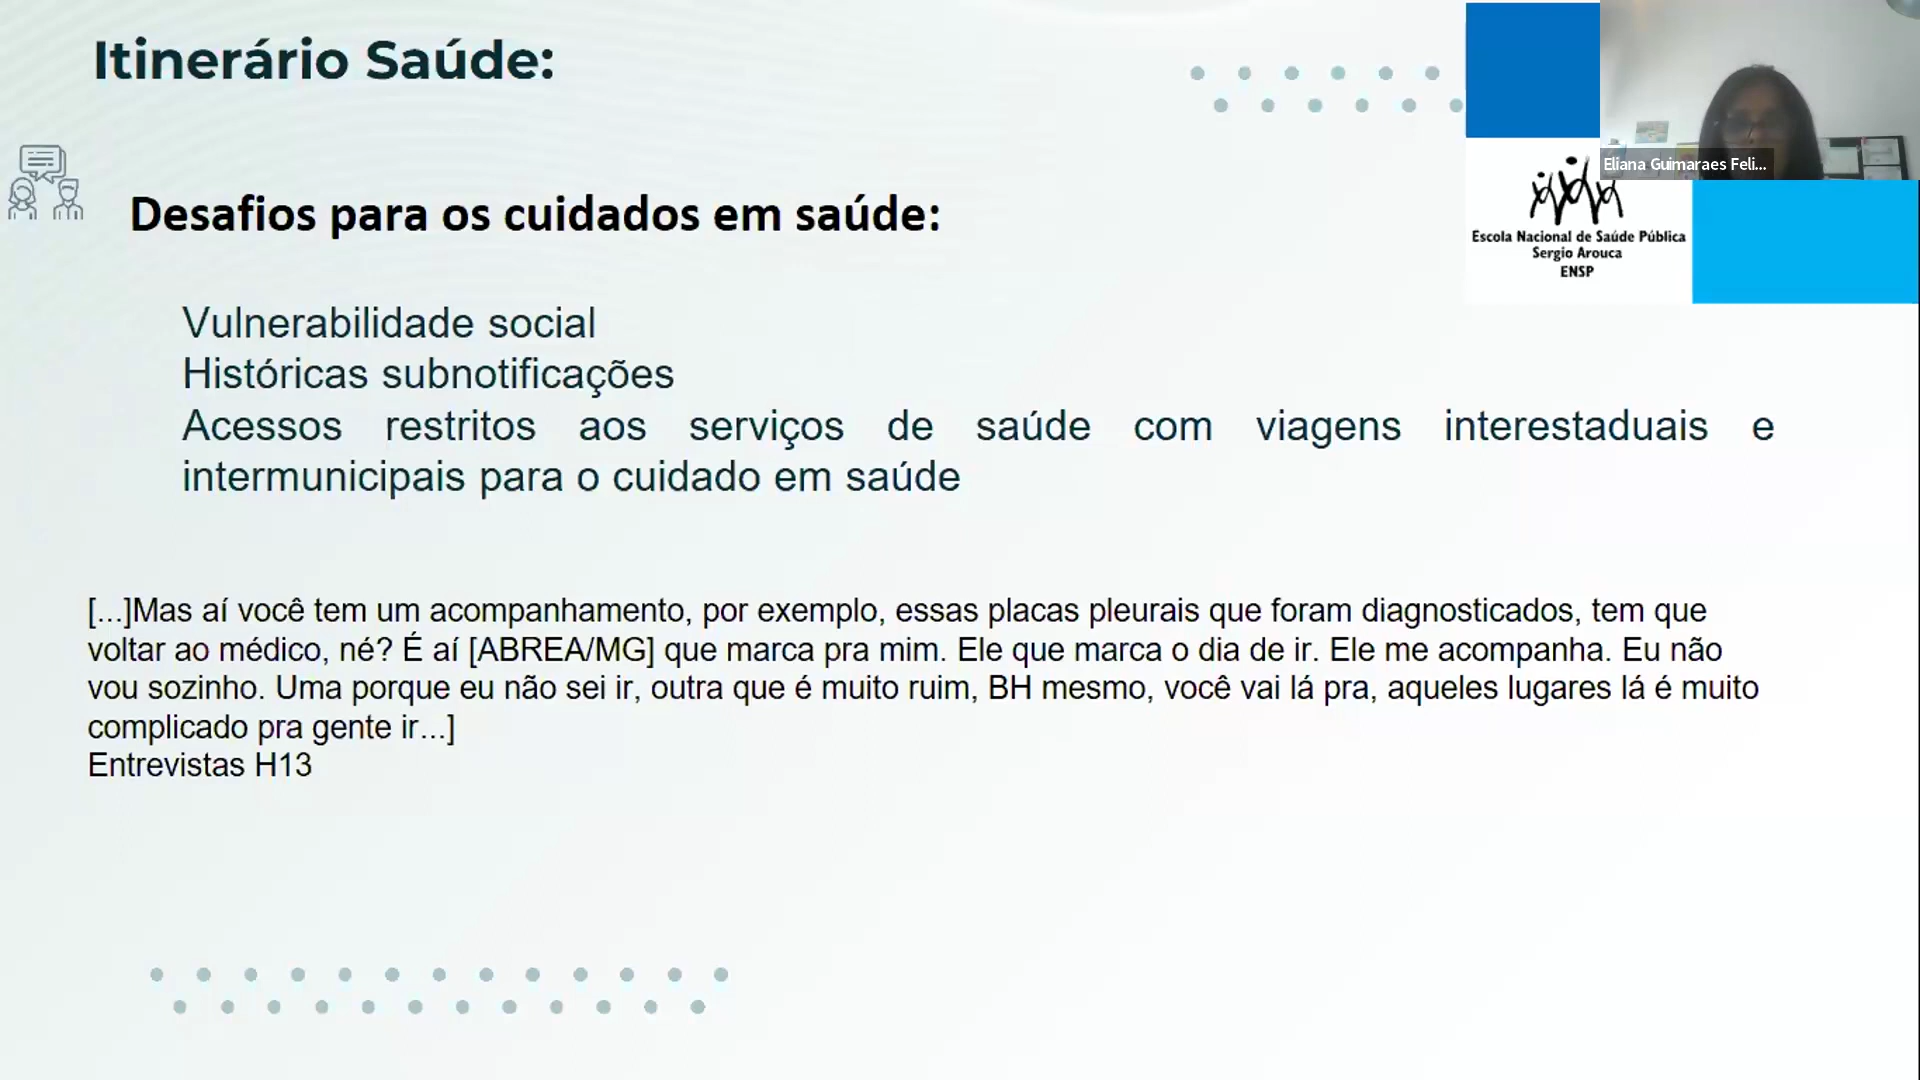 Itinerário Saúde:
Eliana Guimaraes Feli...
Escola Nacional de Saúde Pública
Sergio Arouca
ENSP
Desafios para os cuidados em saúde:
Vulnerabilidade social
Históricas subnotificações
Acessos restritos aos serviços de saúde com viagens interestaduais e
intermunicipais para o cuidado em saúde
[...]Mas aí você tem um acompanhamento, por exemplo, essas placas pleurais que foram diagnosticados, tem que
voltar ao médico, né? É aí [ABREA/MG] que marca pra mim. Ele que marca o dia de ir. Ele me acompanha. Eu não
vou sozinho. Uma porque eu não sei ir, outra que é muito ruim, BH mesmo, você vai lá pra, aqueles lugares lá é muito
complicado pra gente ir...]
Entrevistas H13